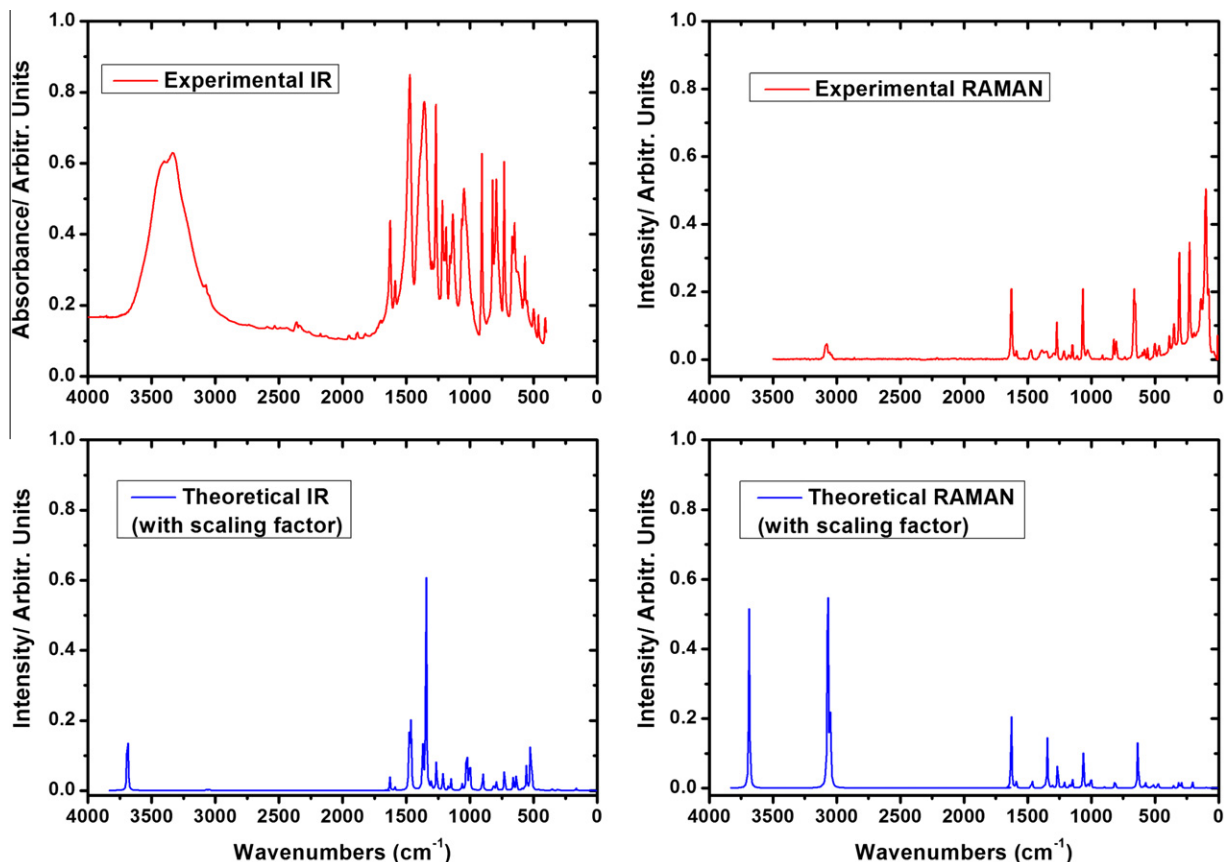 Absorbance/ Arbitr. Units
1.0
0.8
0.6
0.4
0.2
0.0
Experimental IR
4000 3500 3000 2500 2000 1500 1000 500 0
Intensity/ Arbitr. Units
1.0
0.8
0.6
0.4
0.2
0.0
Experimental RAMAN
4000 3500 3000 2500 2000 1500 1000 500 0
Intensity/ Arbitr. Units
1.0
0.8
0.6
0.4
0.2
0.0
Theoretical IR
(with scaling factor)
4000 3500 3000 2500 2000 1500 1000 500 0
Wavenumbers (cm⁻¹)
Intensity/ Arbitr. Units
1.0
0.8
0.6
0.4
0.2
0.0
Theoretical RAMAN
(with scaling factor)
4000 3500 3000 2500 2000 1500 1000 500 0
Wavenumbers (cm⁻¹)